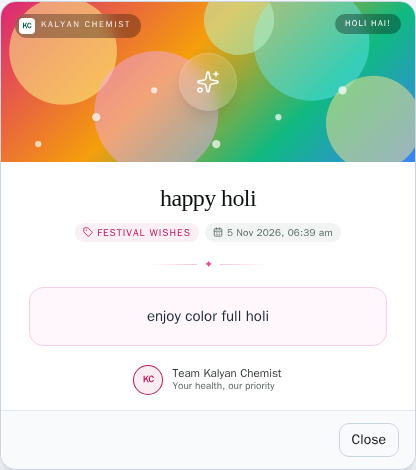 KC KALYAN CHEMIST
HOLI HAI!
happy holi
FESTIVAL WISHES
5 Nov 2026, 06:39 am
enjoy color full holi
KC
Team Kalyan Chemist
Your health, our priority
Close